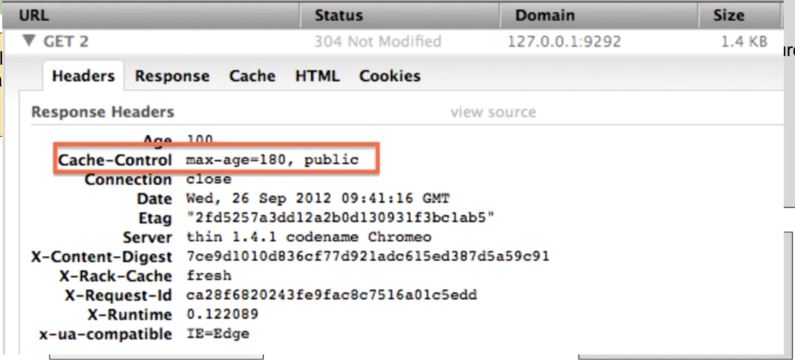 URL Status Domain Size
GET 2 304 Not Modified 127.0.0.1:9292 1.4 KB
Headers Response Cache HTML Cookies
Response Headers view source
Age 100
Cache-Control max-age=180, public
Connection close
Date Wed, 26 Sep 2012 09:41:16 GMT
Etag "2fd5257a3dd12a2b0d130931f3bc1ab5"
Server thin 1.4.1 codename Chromeo
X-Content-Digest 7ce9d1010d836cf77d921adc615ed387d5a59c91
X-Rack-Cache fresh
X-Request-Id ca28f6820243fe9fac8c7516a01c5edd
X-Runtime 0.122089
x-ua-compatible IE=Edge